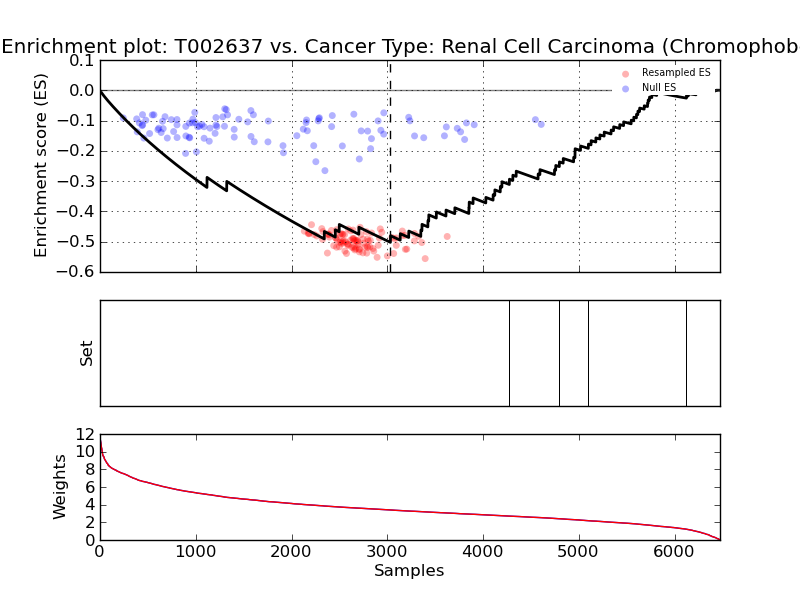 Enrichment plot: T002637 vs. Cancer Type: Renal Cell Carcinoma (Chromophob
0.1
0.0
−0.1
−0.2
−0.3
−0.4
−0.5
−0.6
Enrichment score (ES)
Resampled ES
Null ES
Set
12
10
8
6
4
2
0
Weights
0 1000 2000 3000 4000 5000 6000
Samples